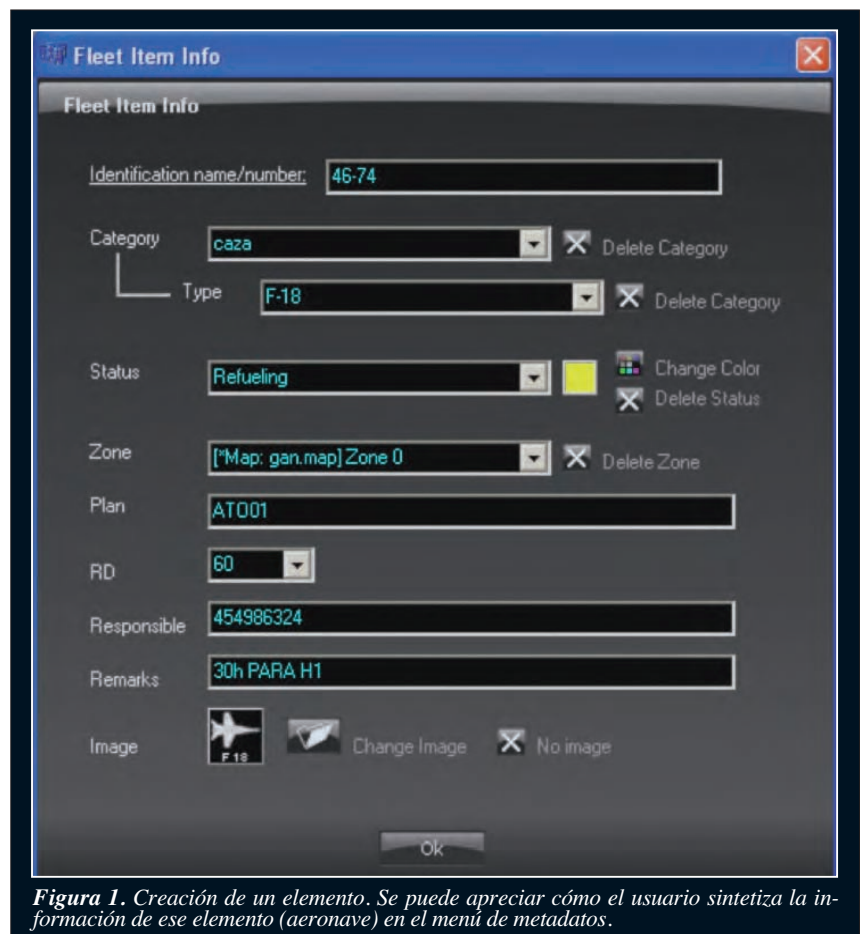 Fleet Item Info
Fleet Item Info
Identification name/number: 46-74
Category caza Delete Category
Type F-18 Delete Category
Status Refueling Change Color
Delete Status
Zone [*Map: gan.map] Zone 0 Delete Zone
Plan ATO01
RD 60
Responsible 454986324
Remarks 30h PARA H1
Image F 18 Change Image No image
Ok
Figura 1. Creación de un elemento. Se puede apreciar cómo el usuario sintetiza la in-
formación de ese elemento (aeronave) en el menú de metadatos.